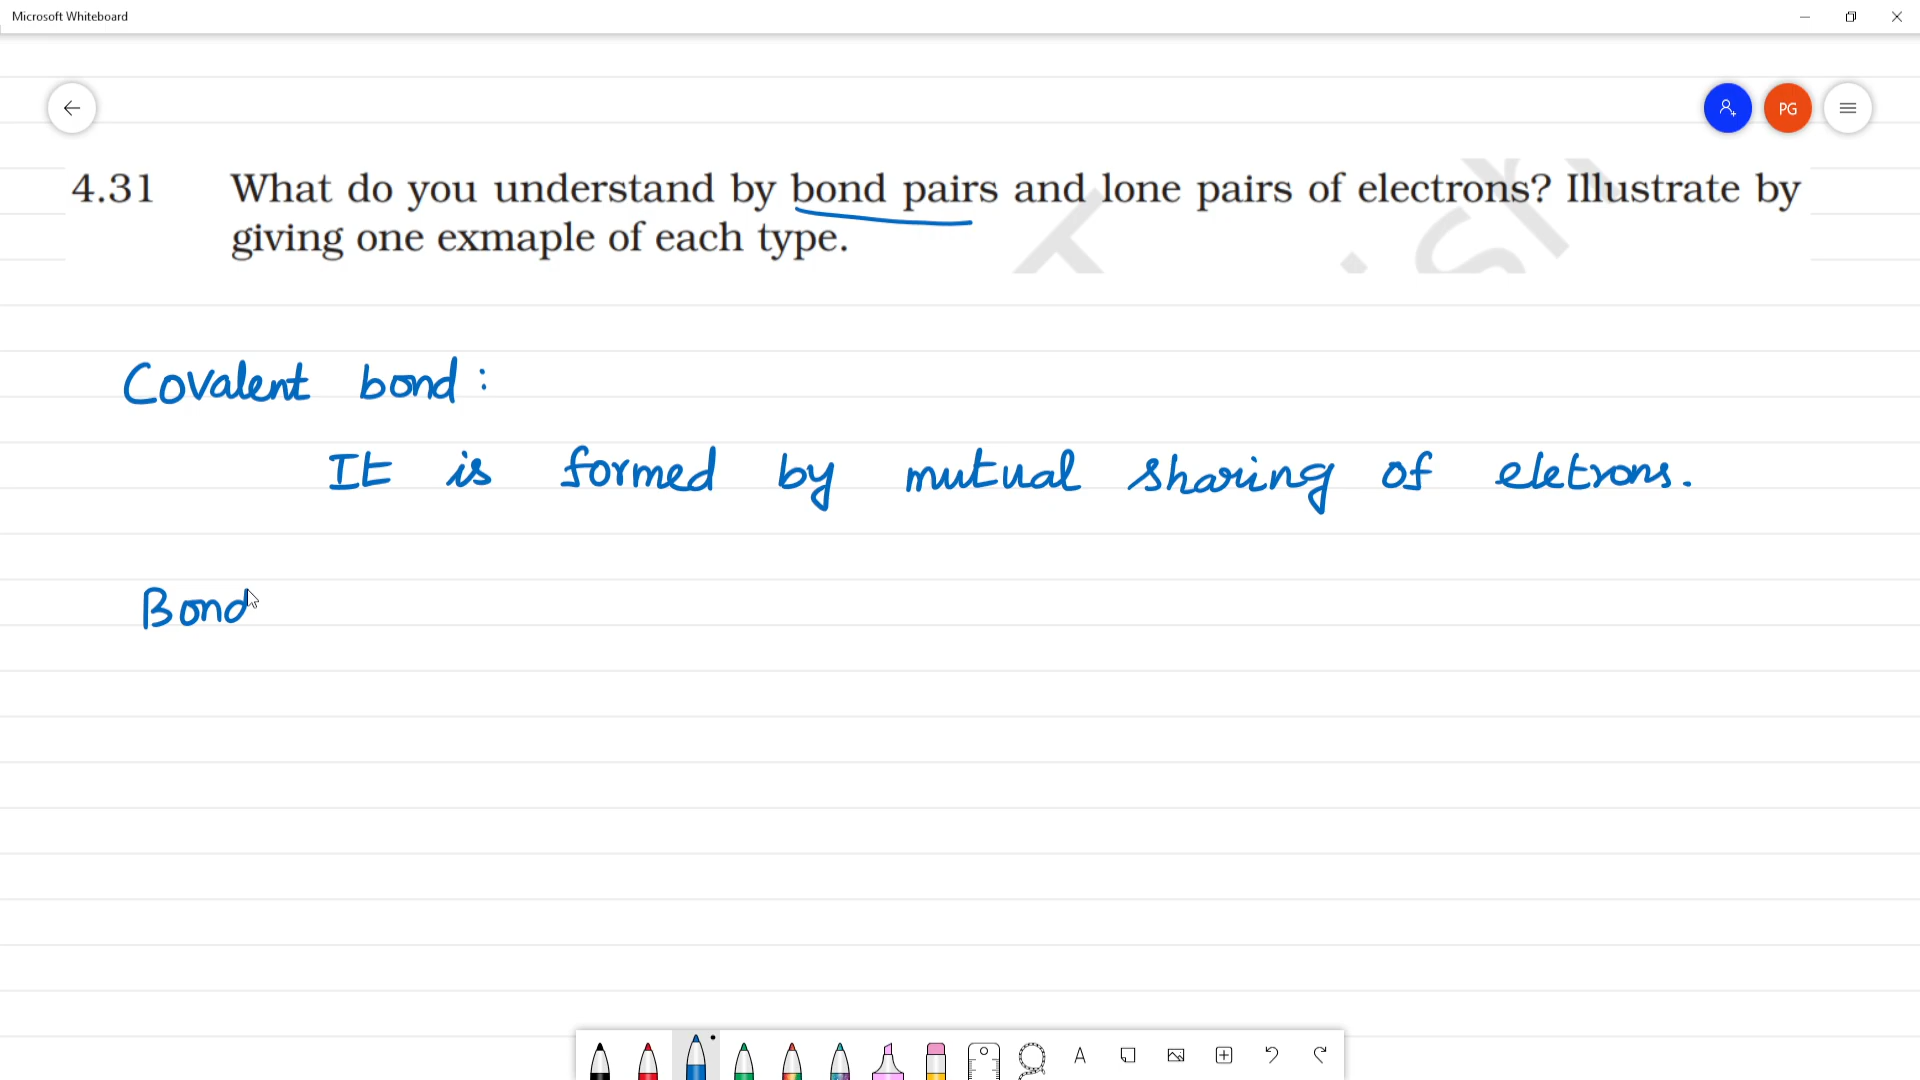 Microsoft Whiteboard
PG
4.31 What do you understand by bond pairs and lone pairs of electrons? Illustrate by
giving one exmaple of each type.
Covalent bond :
It is formed by mutual sharing of eletrons.
Bond
A